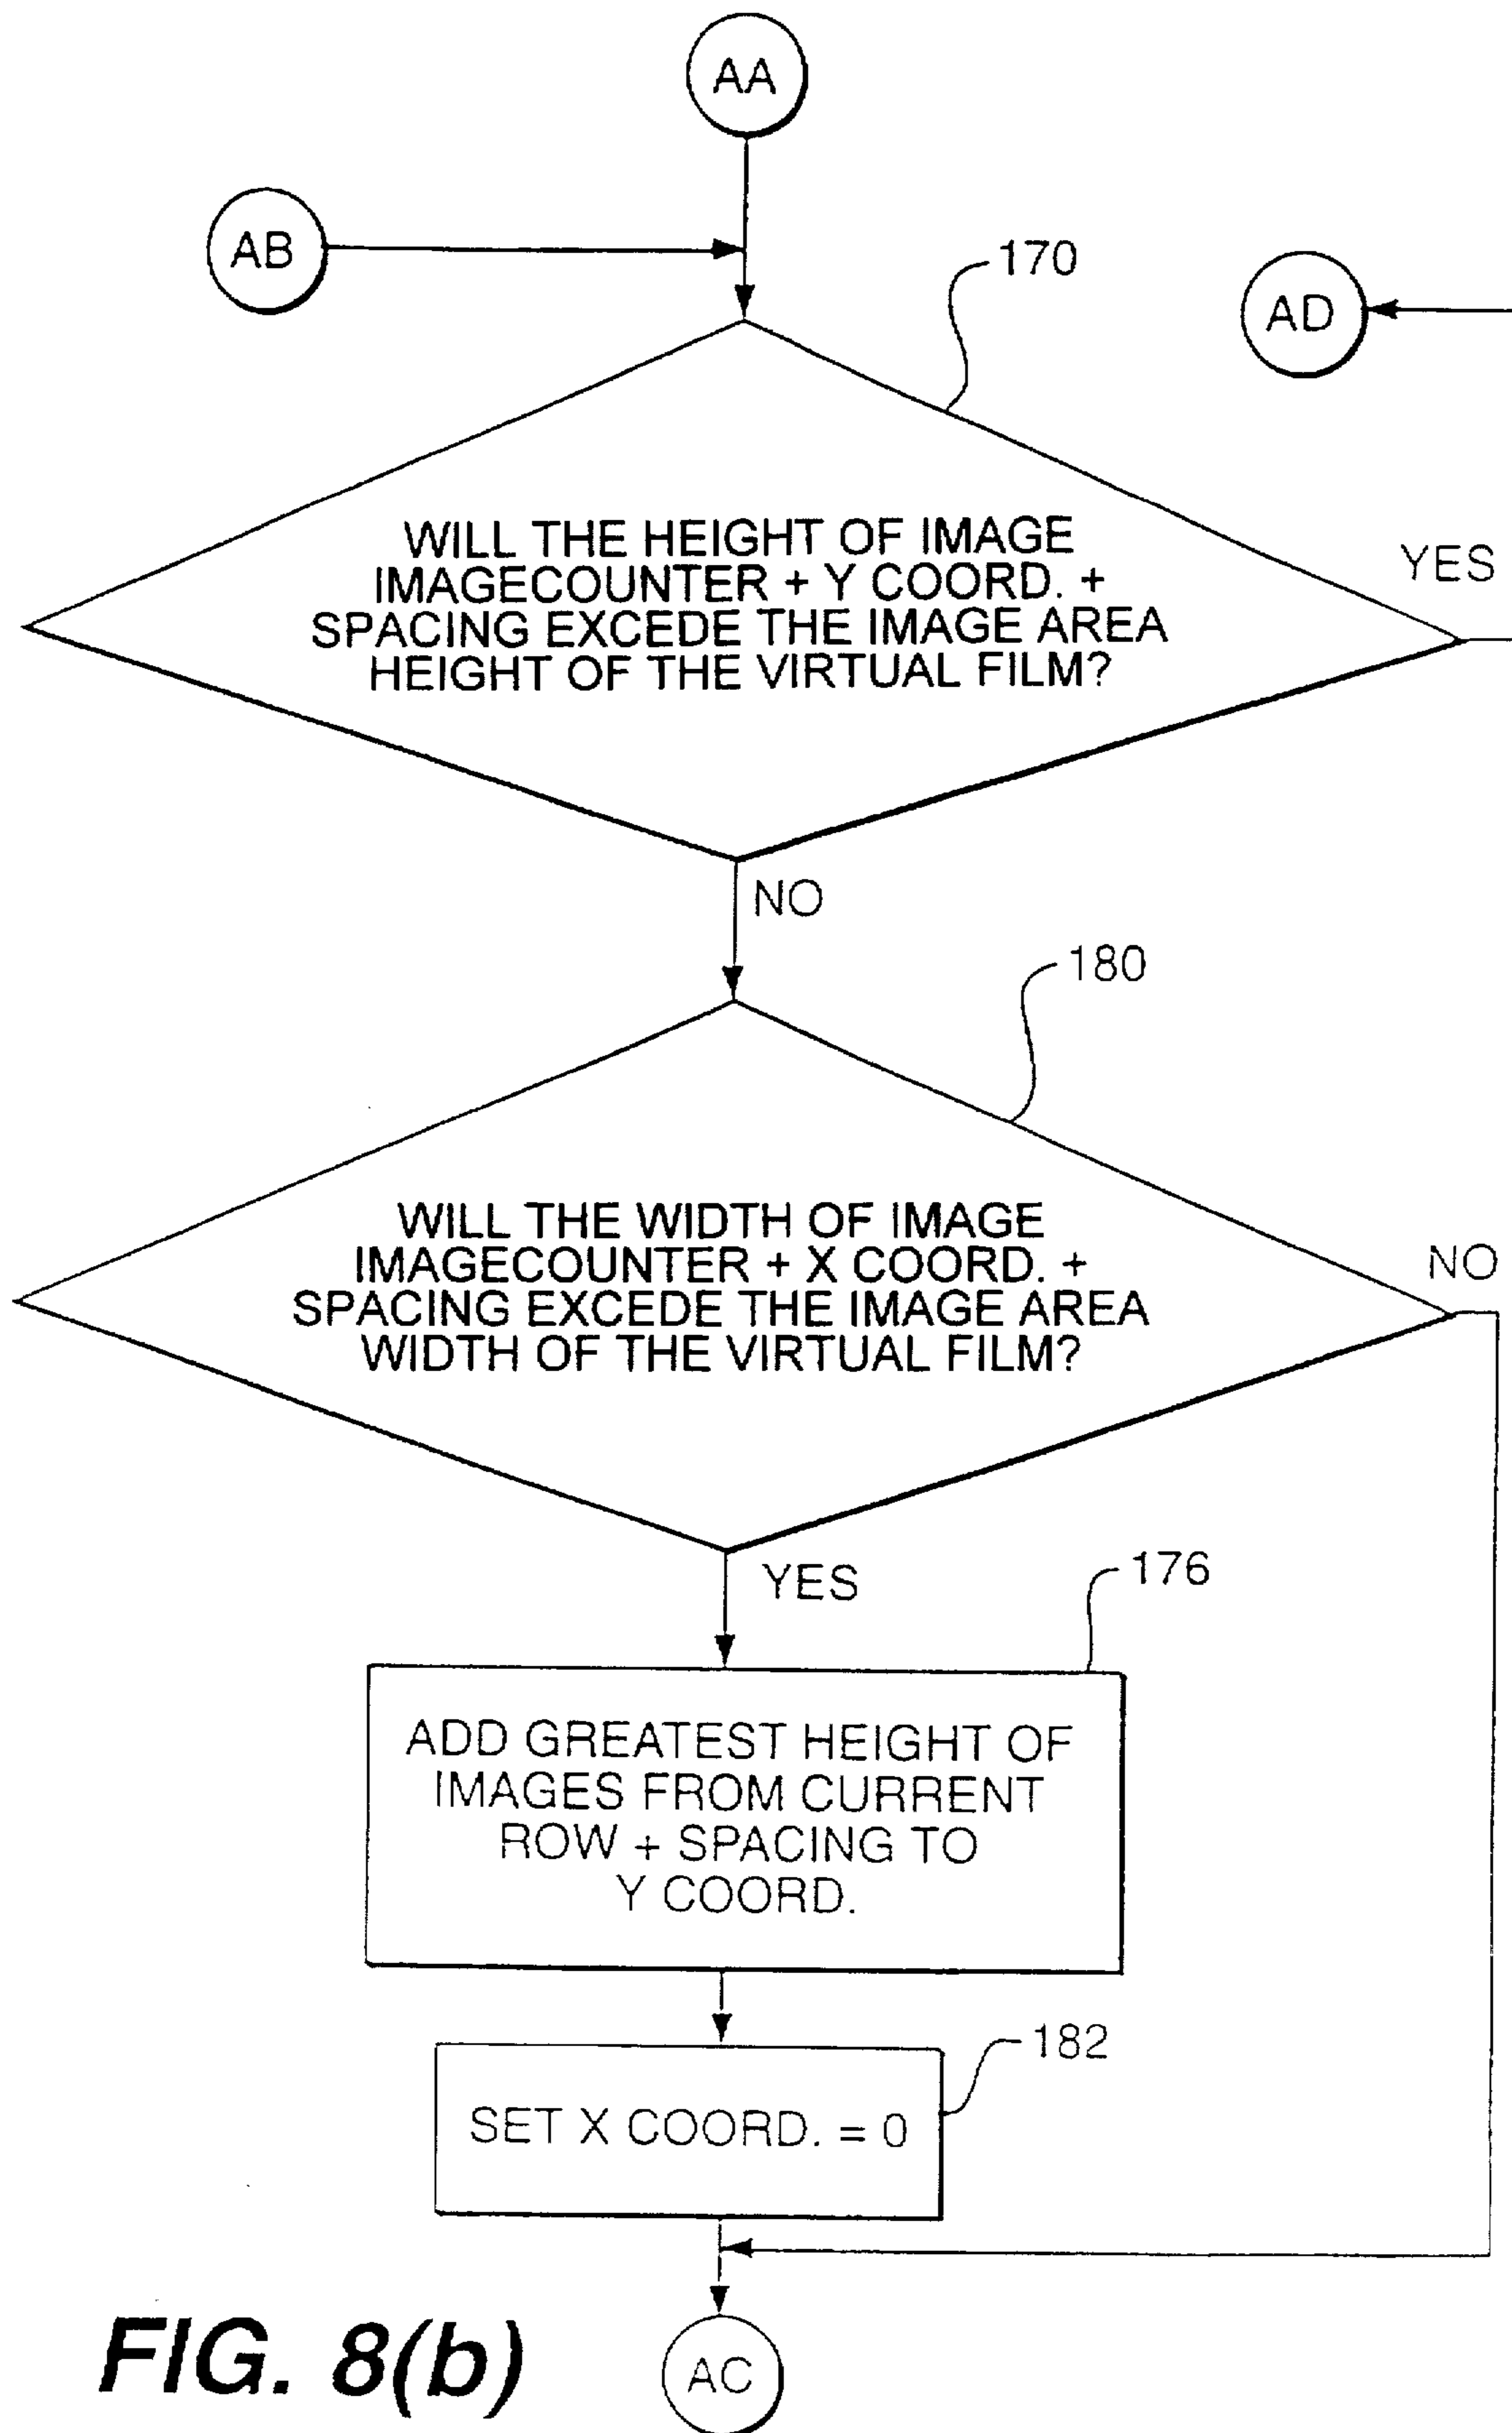 AA
AB
170
AD
WILL THE HEIGHT OF IMAGE
IMAGECOUNTER + Y COORD. +
SPACING EXCEDE THE IMAGE AREA
HEIGHT OF THE VIRTUAL FILM?
YES
NO
180
WILL THE WIDTH OF IMAGE
IMAGECOUNTER + X COORD. +
SPACING EXCEDE THE IMAGE AREA
WIDTH OF THE VIRTUAL FILM?
NO
YES
176
ADD GREATEST HEIGHT OF
IMAGES FROM CURRENT
ROW + SPACING TO
Y COORD.
182
SET X COORD. = 0
AC
FIG. 8(b)